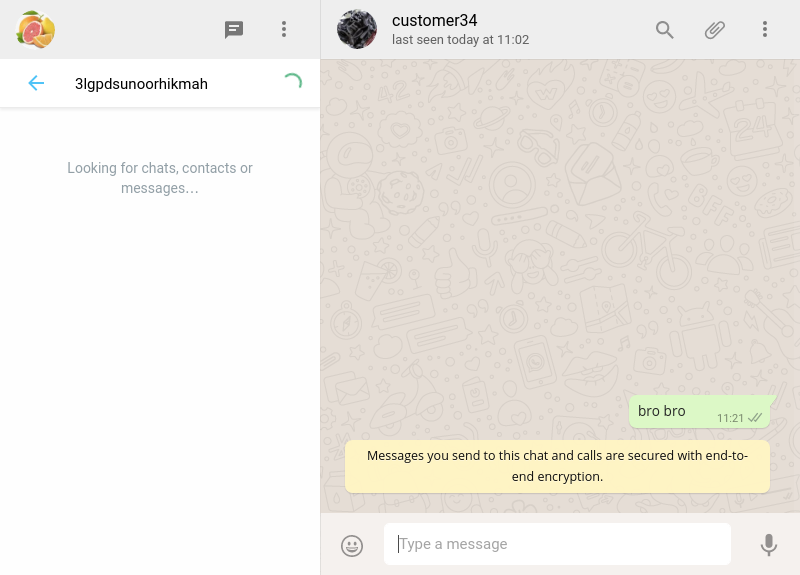 customer34
last seen today at 11:02
3lgpdsunoorhikmah
Looking for chats, contacts or
messages…
bro bro
11:21
Messages you send to this chat and calls are secured with end-to-
end encryption.
Type a message